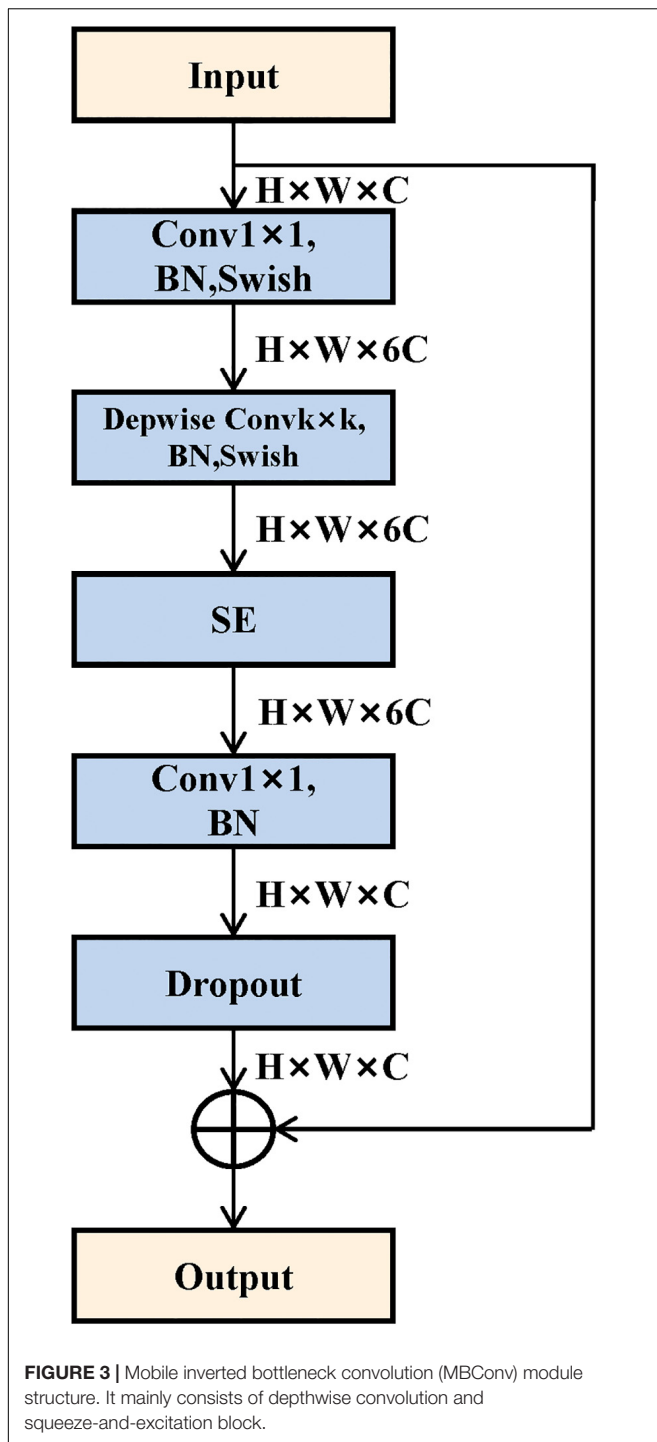 Input
H×W×C
Conv1×1,
BN,Swish
H×W×6C
Depwise Convk×k,
BN,Swish
H×W×6C
SE
H×W×6C
Conv1×1,
BN
H×W×C
Dropout
H×W×C
Output
FIGURE 3 | Mobile inverted bottleneck convolution (MBConv) module
structure. It mainly consists of depthwise convolution and
squeeze-and-excitation block.